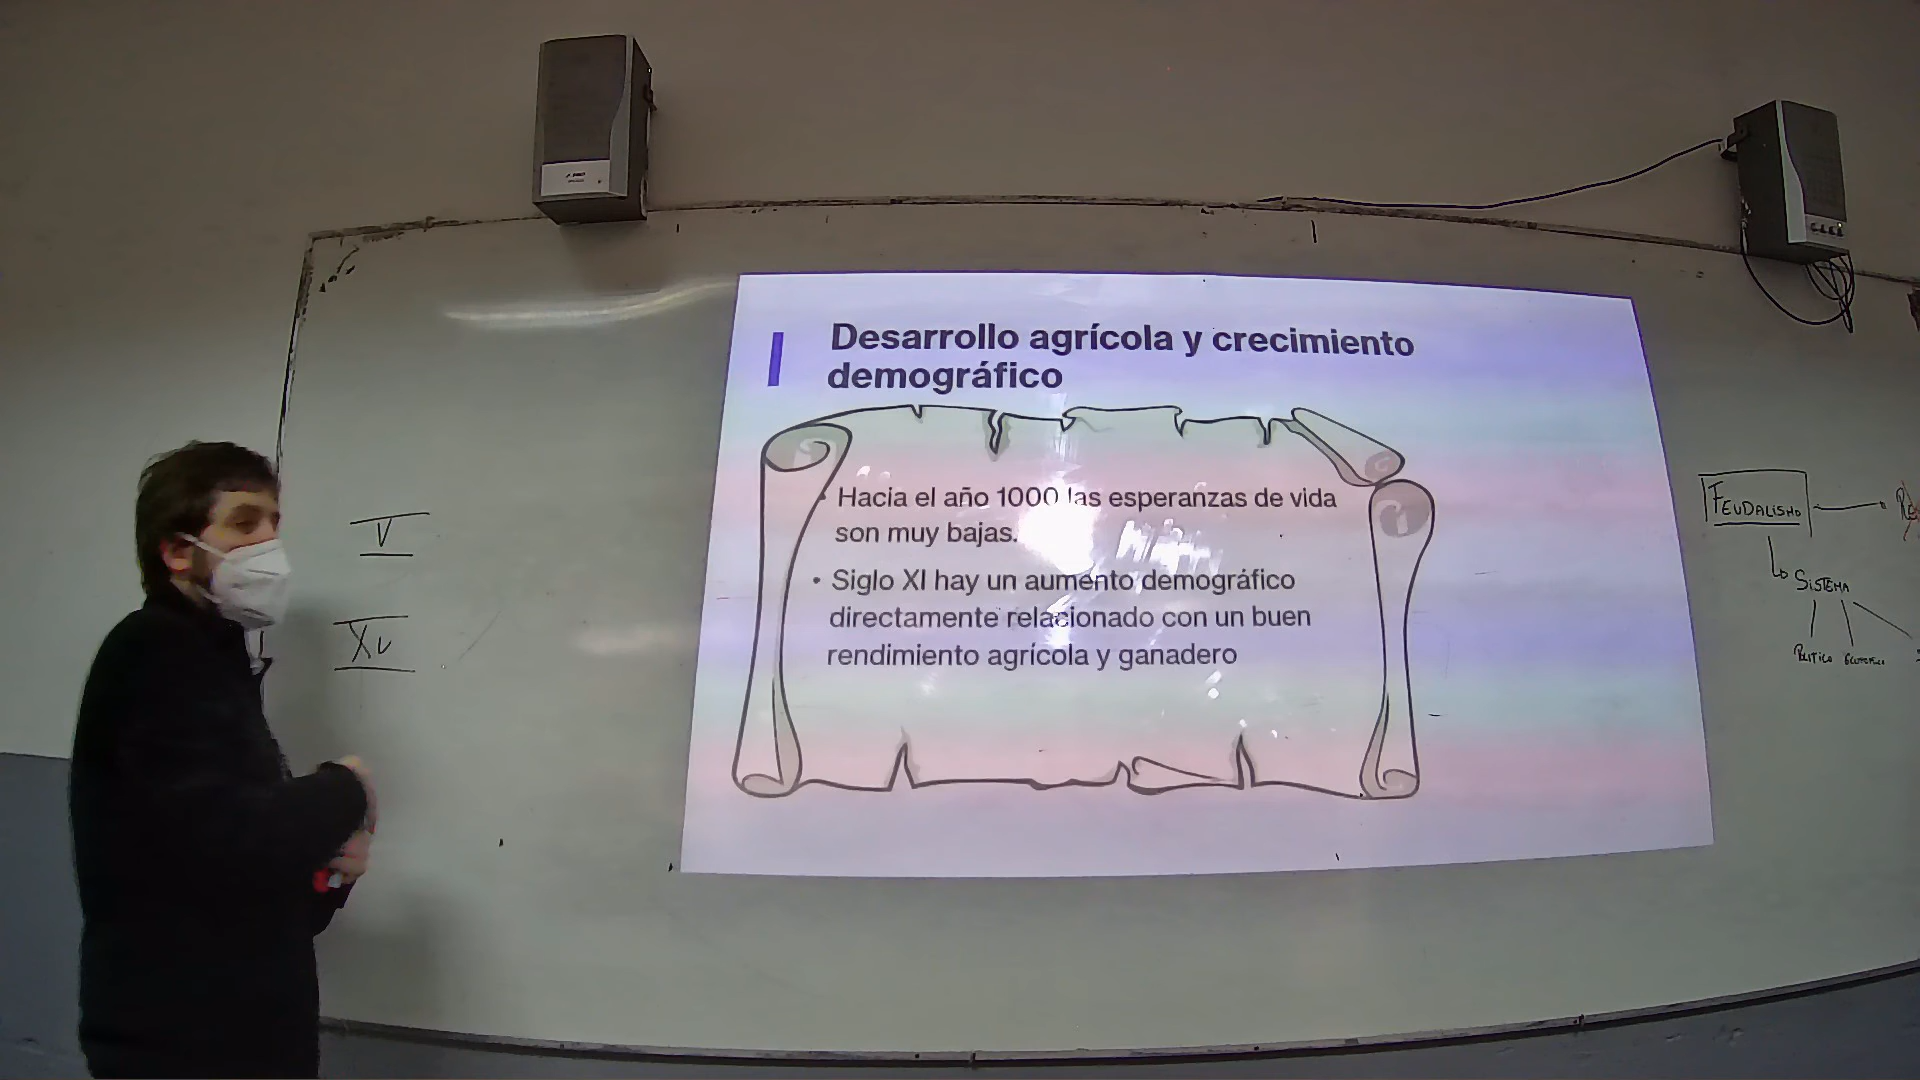 Desarrollo agrícola y crecimiento
demográfico
Hacia el año 1000 las esperanzas de vida
son muy bajas.
• Siglo XI hay un aumento demográfico
directamente relacionado con un buen
rendimiento agrícola y ganadero
V
XV
FEUDALISMO
SISTEMA
POLITICO